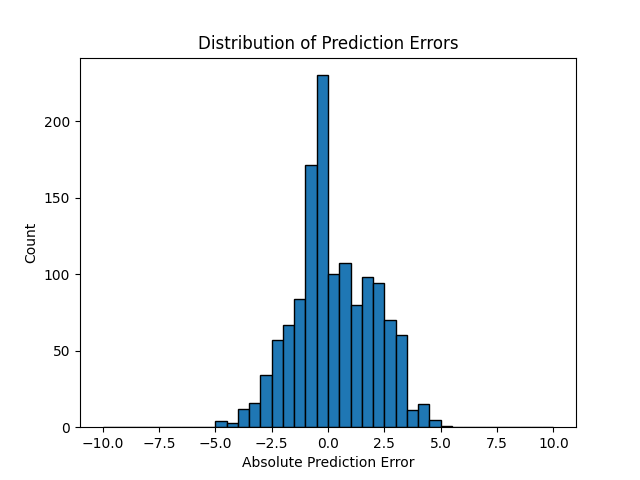 Distribution of Prediction Errors
Count
200
150
100
50
0
−10.0 −7.5 −5.0 −2.5 0.0 2.5 5.0 7.5 10.0
Absolute Prediction Error